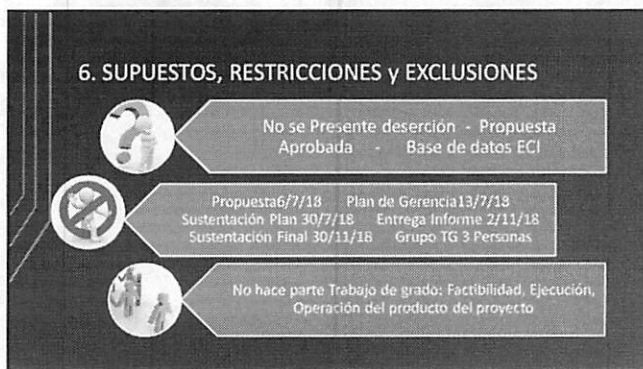 6. SUPUESTOS, RESTRICCIONES y EXCLUSIONES
No se Presente deserción - Propuesta
Aprobada - Base de datos ECI
Propuesta6/7/18 Plan de Gerencia13/7/18
Sustentación Plan 30/7/18 Entrega Informe 2/11/18
Sustentación Final 30/11/18 Grupo TG 3 Personas
No hace parte Trabajo de grado: Factibilidad, Ejecución,
Operación del producto del proyecto